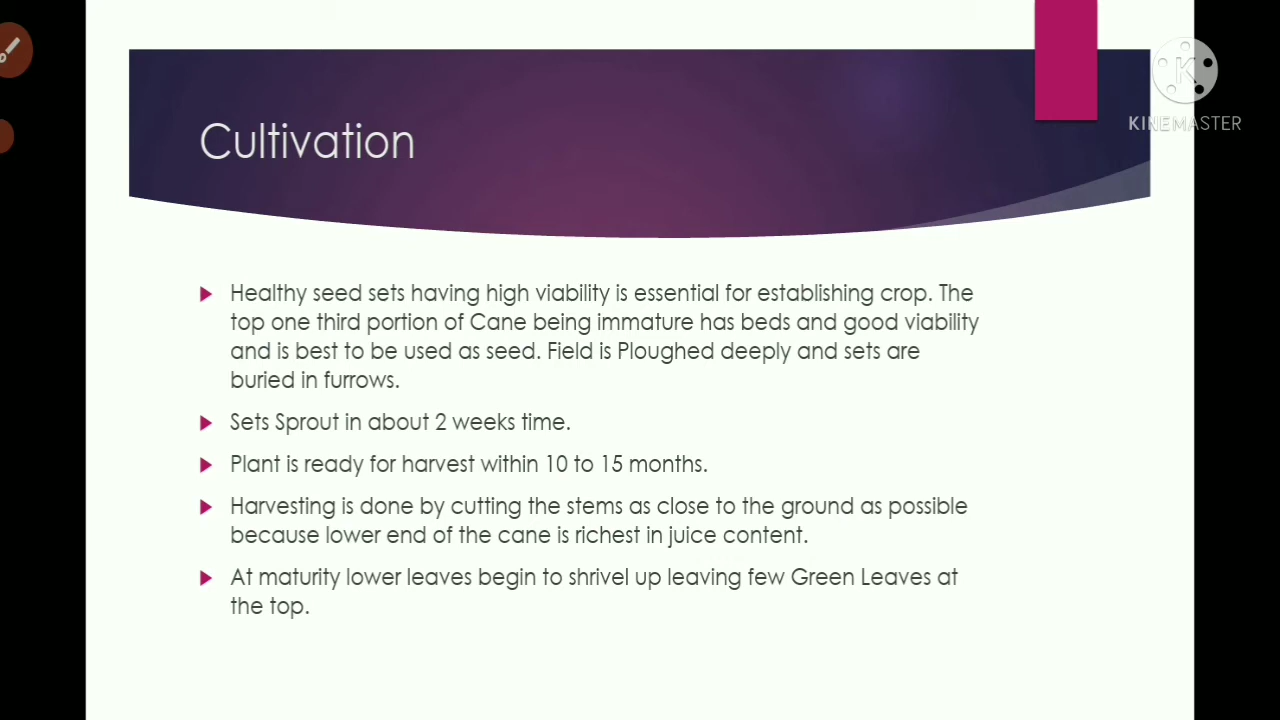 Cultivation
KINEMASTER
Healthy seed sets having high viability is essential for establishing crop. The
top one third portion of Cane being immature has beds and good viability
and is best to be used as seed. Field is Ploughed deeply and sets are
buried in furrows.
Sets Sprout in about 2 weeks time.
Plant is ready for harvest within 10 to 15 months.
Harvesting is done by cutting the stems as close to the ground as possible
because lower end of the cane is richest in juice content.
At maturity lower leaves begin to shrivel up leaving few Green Leaves at
the top.